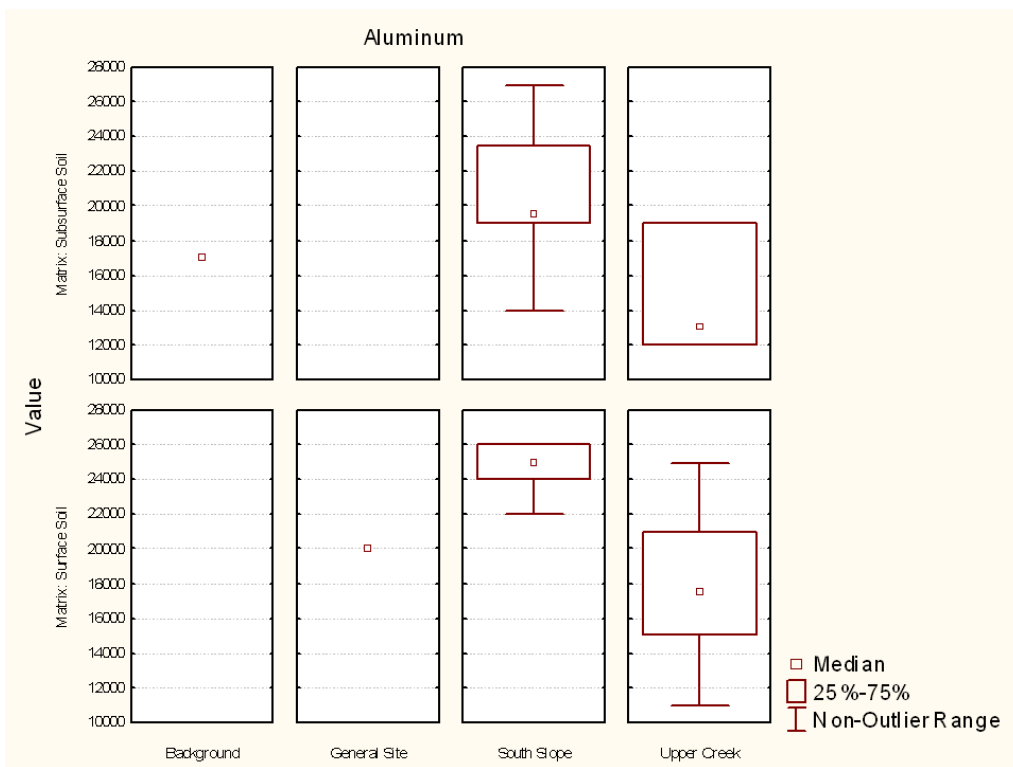 Aluminum
Value
Matrix: Subsurface Soil
28000
26000
24000
22000
20000
18000
16000
14000
12000
10000
Matrix: Surface Soil
28000
26000
24000
22000
20000
18000
16000
14000
12000
10000
Background
General Site
South Slope
Upper Creek
Median
25%-75%
Non-Outlier Range